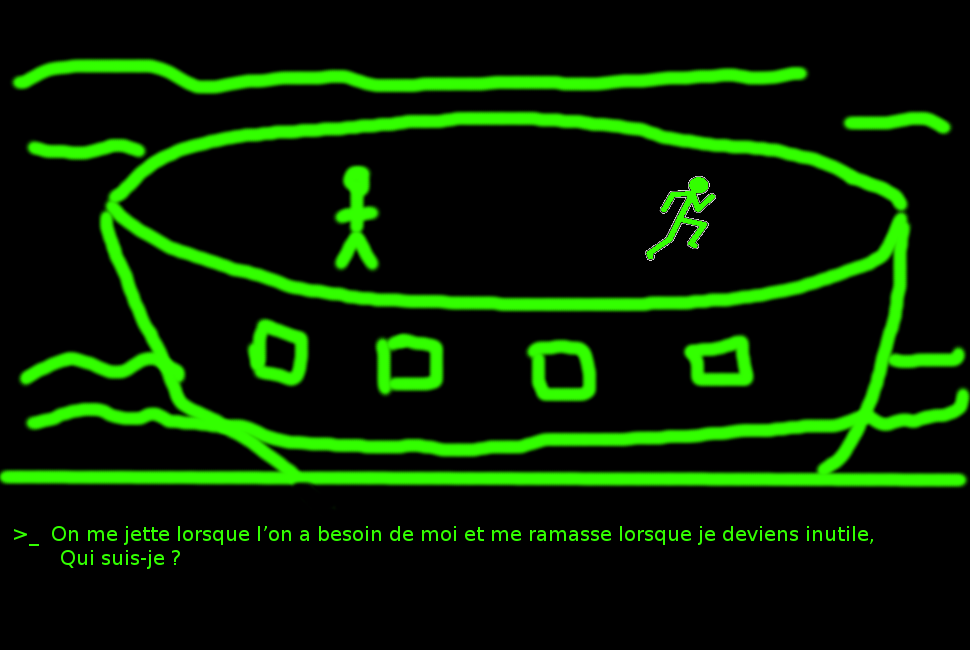 >_ On me jette lorsque l’on a besoin de moi et me ramasse lorsque je deviens inutile,
Qui suis-je ?